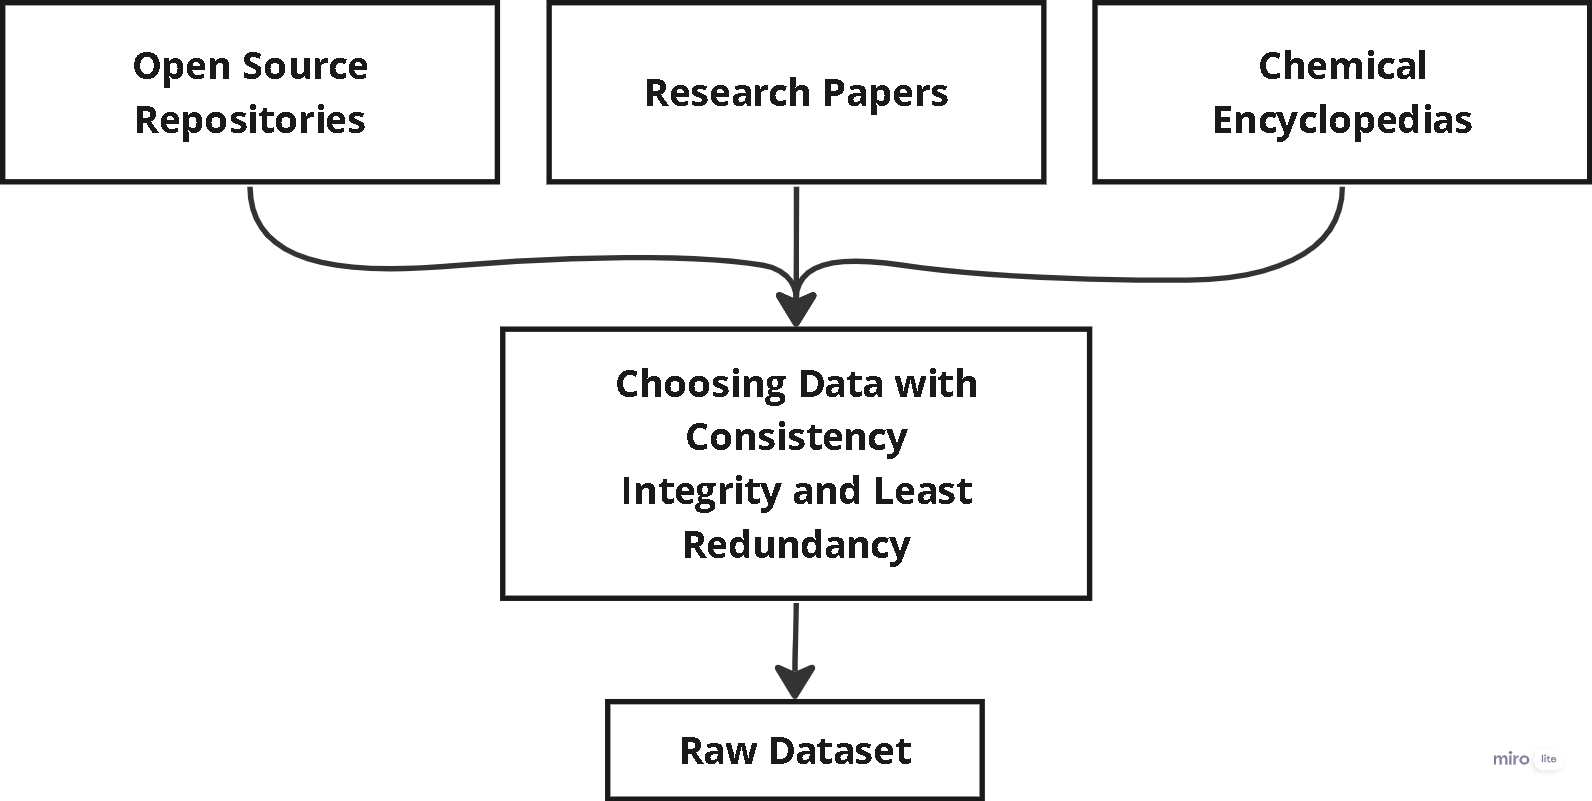 Open Source
Repositories
Research Papers
Chemical
Encyclopedias
Choosing Data with
Consistency
Integrity and Least
Redundancy
Raw Dataset
miro lite